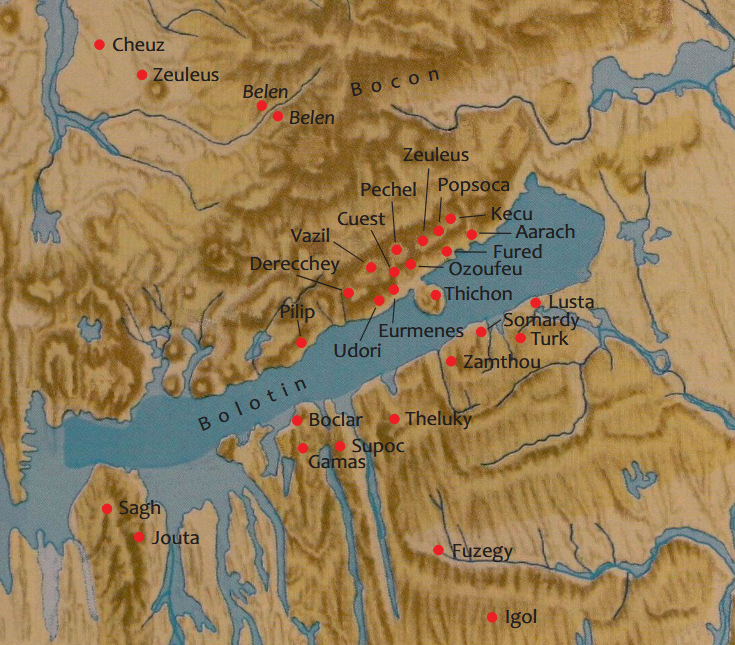 Cheuz
Zeuleus
Belen
Belen
Bocon
Zeuleus
Pechel
Popsoca
Cuest
Kecu
Vazil
Aarach
Fured
Derecchey
Ozoufeu
Thichon
Pilip
Lusta
Somardy
Eurmenes
Turk
Udori
Zamthou
Bolotin
Boclar
Theluky
Supoc
Gamas
Sagh
Jouta
Fuzegy
Igol